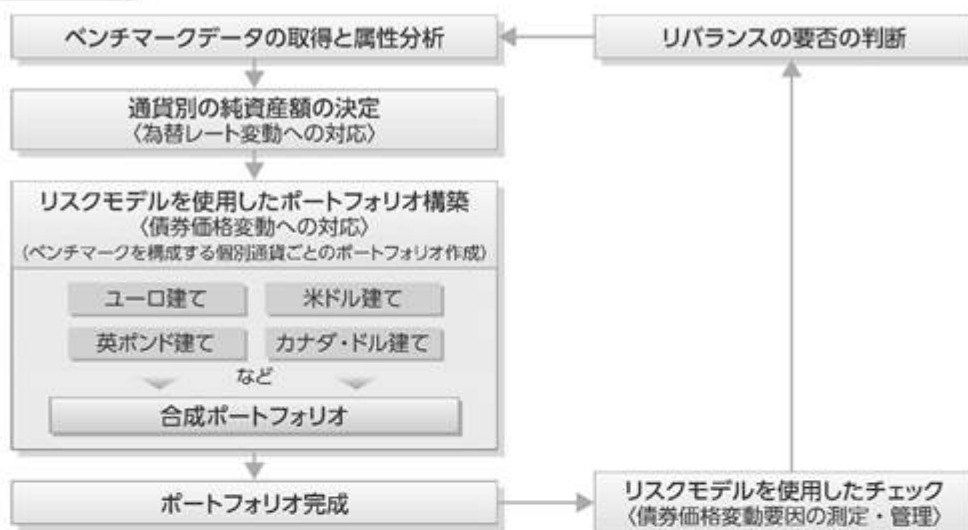 ベンチマークデータの取得と属性分析
リバランスの要否の判断
通貨別の純資産額の決定
〈為替レート変動への対応〉
リスクモデルを使用したポートフォリオ構築
〈債券価格変動への対応〉
(ベンチマークを構成する個別通貨ごとのポートフォリオ作成)
ユーロ建て
米ドル建て
英ポンド建て
カナダ・ドル建て
など
合成ポートフォリオ
ポートフォリオ完成
リスクモデルを使用したチェック
〈債券価格変動要因の測定・管理〉